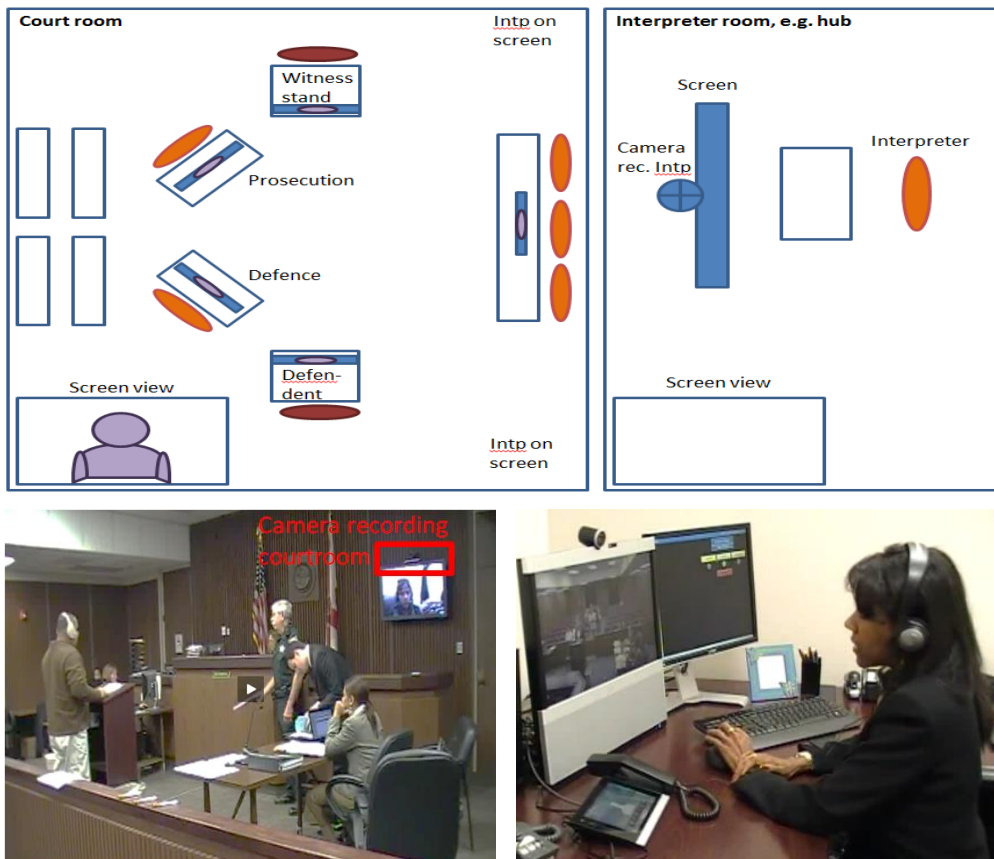 Court room
Intp on
screen
Witness
stand
Prosecution
Defence
Defen-
dent
Screen view
Intp on
screen
Interpreter room, e.g. hub
Screen
Camera
rec. Intp
Interpreter
Screen view
Camera recording
courtroom